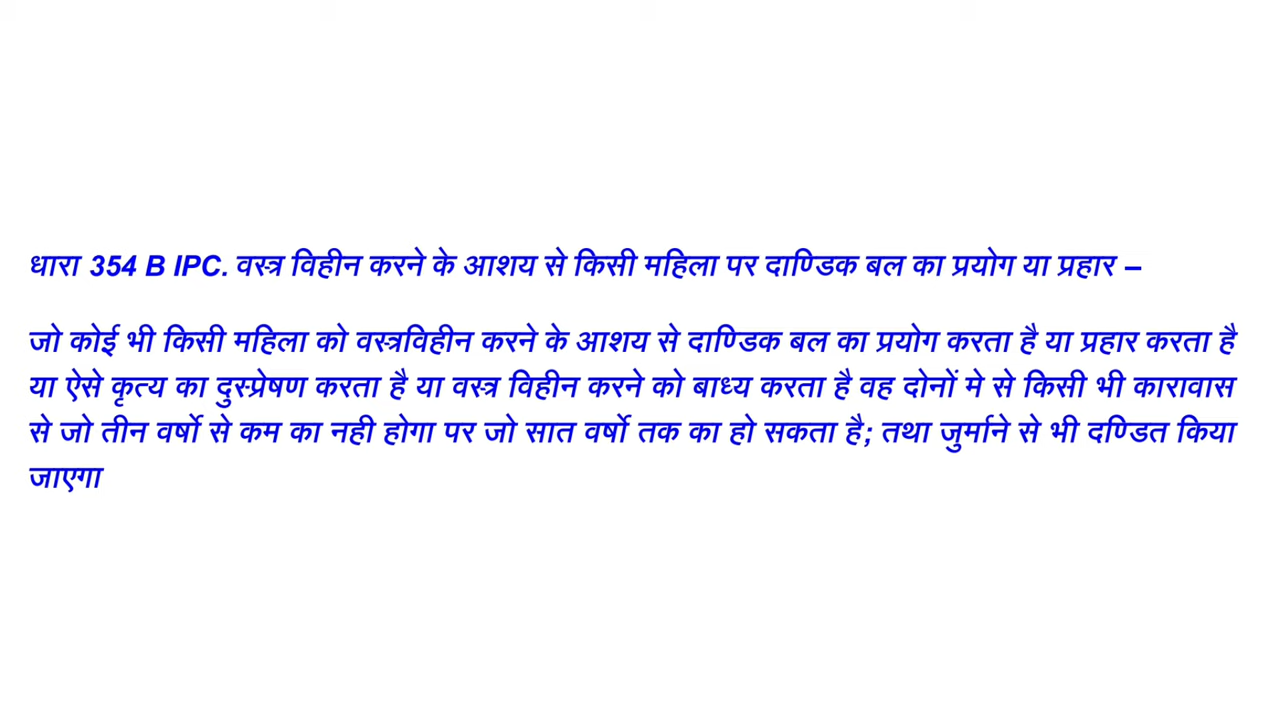 धारा 354 B IPC. वस्त्र विहीन करने के आशय से किसी महिला पर दाण्डिक बल का प्रयोग या प्रहार –
जो कोई भी किसी महिला को वस्त्रविहीन करने के आशय से दाण्डिक बल का प्रयोग करता है या प्रहार करता है
या ऐसे कृत्य का दुस्प्रेषण करता है या वस्त्र विहीन करने को बाध्य करता है वह दोनों मे से किसी भी कारावास
से जो तीन वर्षो से कम का नही होगा पर जो सात वर्षो तक का हो सकता है; तथा जुर्माने से भी दण्डित किया
जाएगा